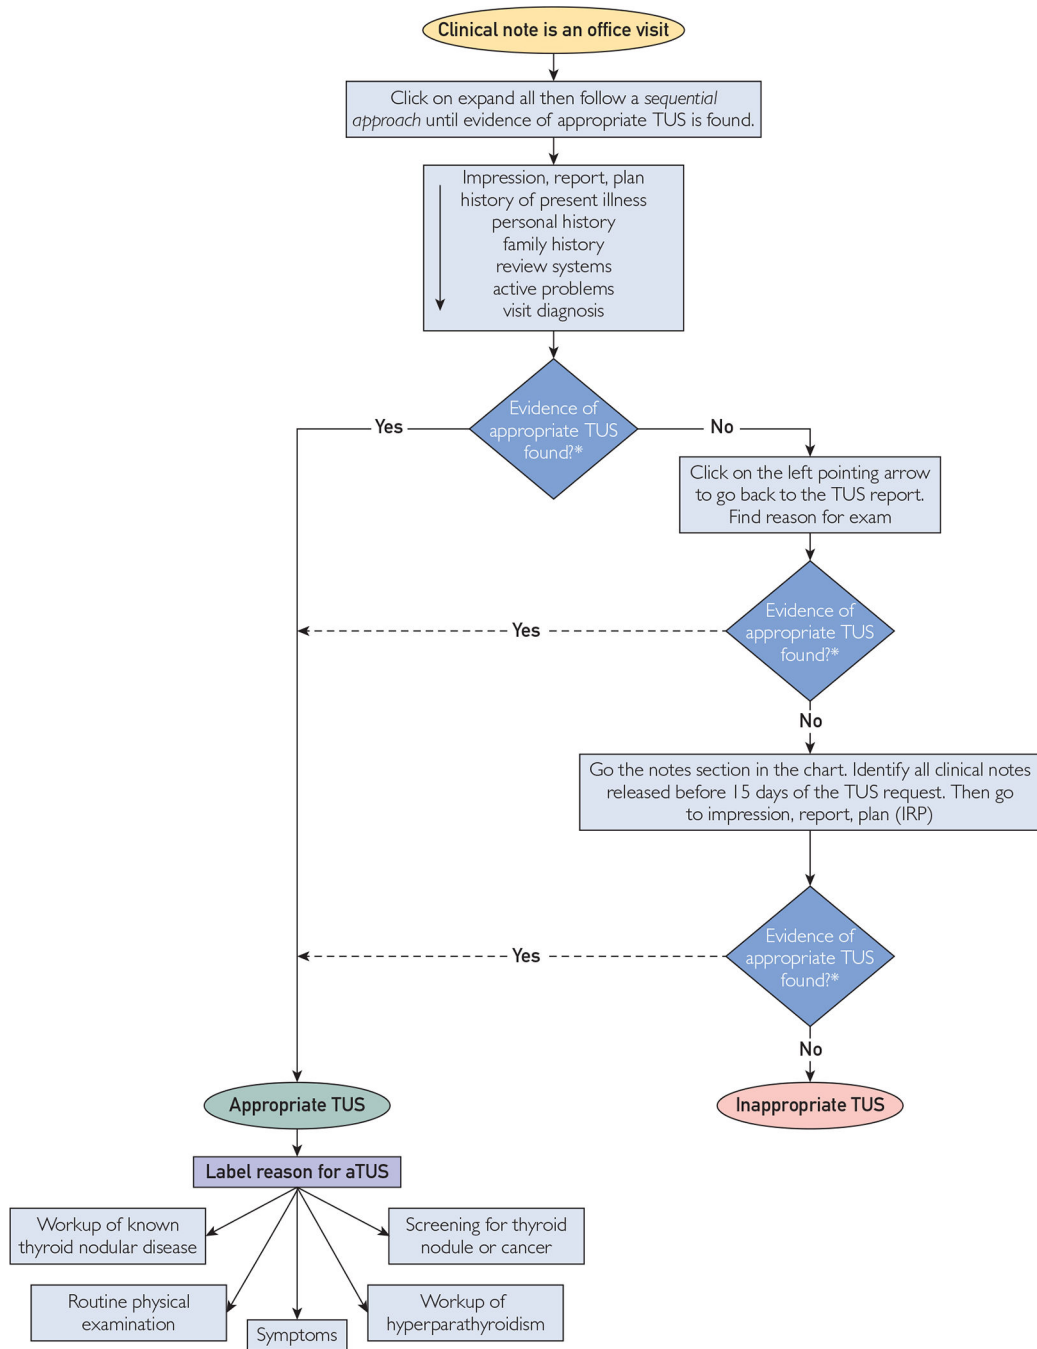 Clinical note is an office visit
Click on expand all then follow a sequential
approach until evidence of appropriate TUS is found.
Impression, report, plan
history of present illness
personal history
family history
review systems
active problems
visit diagnosis
Evidence of
appropriate TUS
found?*
Yes
No
Click on the left pointing arrow
to go back to the TUS report.
Find reason for exam
Evidence of
appropriate TUS
found?*
Yes
No
Go the notes section in the chart. Identify all clinical notes
released before 15 days of the TUS request. Then go
to impression, report, plan (IRP)
Evidence of
appropriate TUS
found?*
Yes
No
Appropriate TUS
Inappropriate TUS
Label reason for aTUS
Workup of known
thyroid nodular disease
Screening for thyroid
nodule or cancer
Routine physical
examination
Symptoms
Workup of
hyperparathyroidism